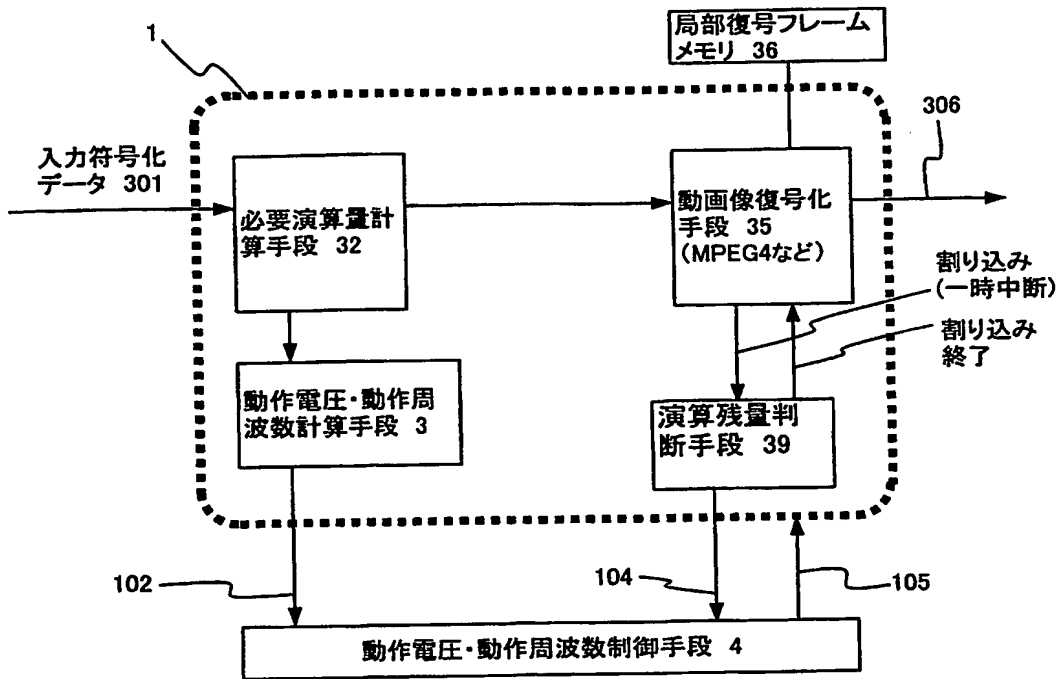 局部復号フレーム
メモリ 36
1
306
入力符号化
データ 301
必要演算量計
算手段 32
動画像復号化
手段 35
(MPEG4など)
割り込み
(一時中断)
割り込み
終了
動作電圧・動作周
波数計算手段 3
演算残量判
断手段 39
102
104
105
動作電圧・動作周波数制御手段 4